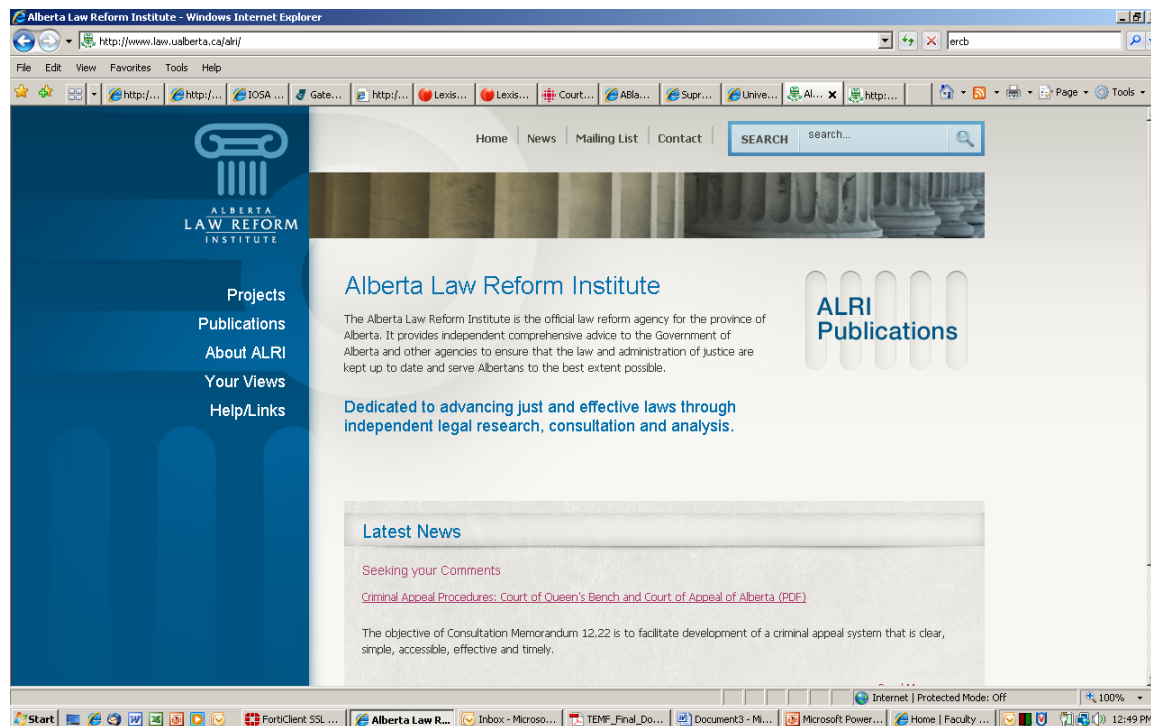 Alberta Law Reform Institute - Windows Internet Explorer
http://www.law.ualberta.ca/alri/
ercb
File Edit View Favorites Tools Help
http:/... http:/... IOSA ... Gate... http:/... Lexis... Lexis... Court... ABla... Supr... Unive... Al... http:... Page Tools
Home News Mailing List Contact SEARCH search...
ALBERTA
LAW REFORM
INSTITUTE
Projects
Publications
About ALRI
Your Views
Help/Links
Alberta Law Reform Institute
The Alberta Law Reform Institute is the official law reform agency for the province of
Alberta. It provides independent comprehensive advice to the Government of
Alberta and other agencies to ensure that the law and administration of justice are
kept up to date and serve Albertans to the best extent possible.
Dedicated to advancing just and effective laws through
independent legal research, consultation and analysis.
ALRI
Publications
Latest News
Seeking your Comments
Criminal Appeal Procedures: Court of Queen's Bench and Court of Appeal of Alberta (PDF)
The objective of Consultation Memorandum 12.22 is to facilitate development of a criminal appeal system that is clear,
simple, accessible, effective and timely.
Internet | Protected Mode: Off 100%
Start FortiClient SSL ... Alberta Law R... Inbox - Microso... TEMF_Final_Do... Document3 - M... Microsoft Power... Home | Faculty ... 12:49 PM